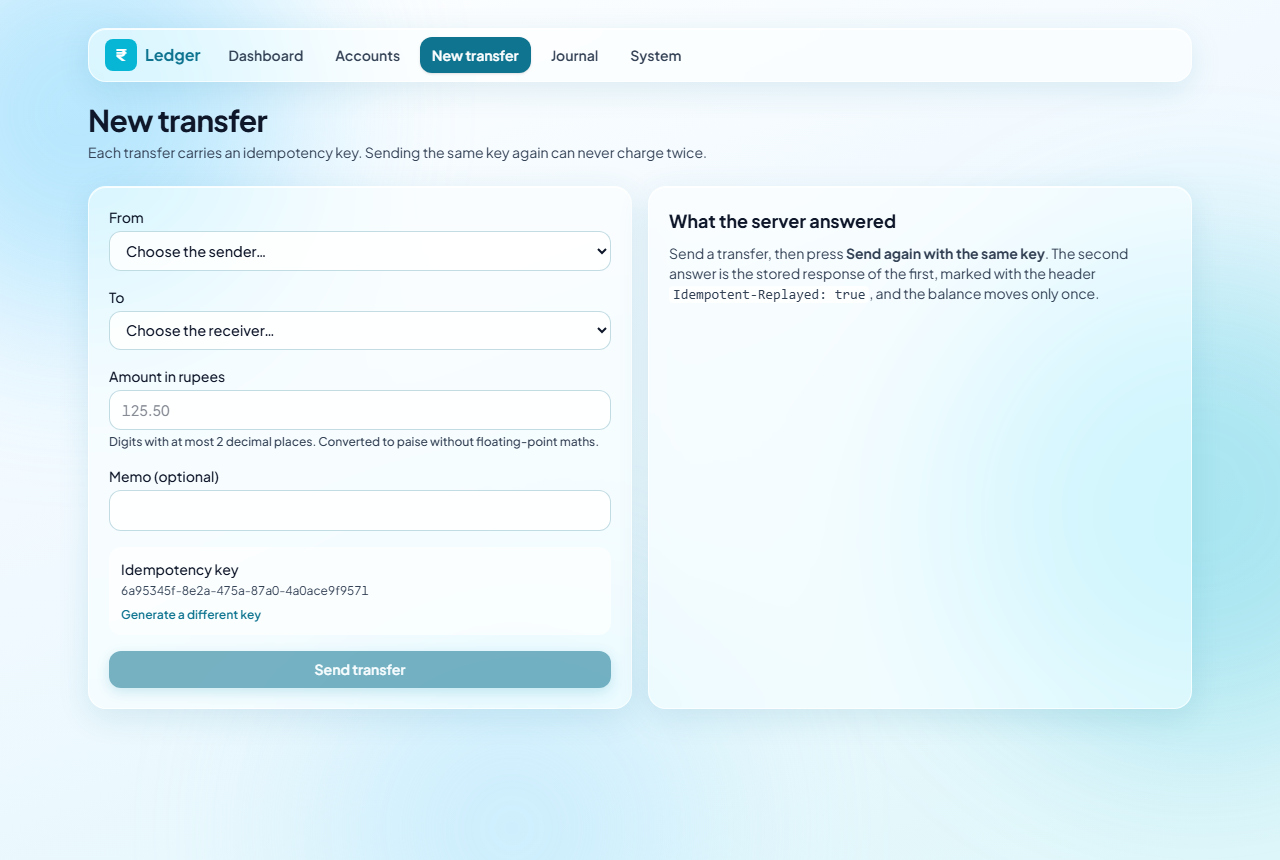 ₹ Ledger Dashboard Accounts New transfer Journal System
New transfer
Each transfer carries an idempotency key. Sending the same key again can never charge twice.
From
Choose the sender…
To
Choose the receiver…
Amount in rupees
125.50
Digits with at most 2 decimal places. Converted to paise without floating-point maths.
Memo (optional)
Idempotency key
6a95345f-8e2a-475a-87a0-4a0ace9f9571
Generate a different key
Send transfer
What the server answered
Send a transfer, then press Send again with the same key. The second
answer is the stored response of the first, marked with the header
Idempotent-Replayed: true, and the balance moves only once.